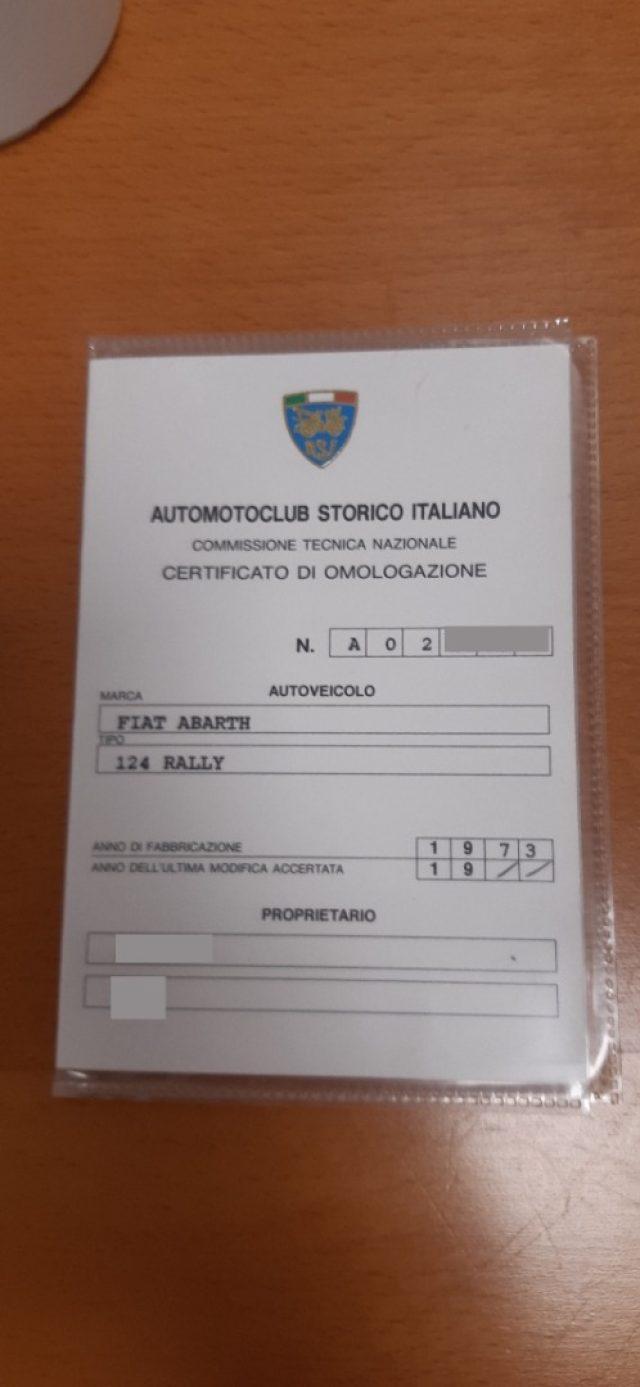 A.S.I.
AUTOMOTOCLUB STORICO ITALIANO
COMMISSIONE TECNICA NAZIONALE
CERTIFICATO DI OMOLOGAZIONE
N. A 0 2
AUTOVEICOLO
MARCA
FIAT ABARTH
TIPO
124 RALLY
ANNO DI FABBRICAZIONE 1 9 7 3
ANNO DELL'ULTIMA MODIFICA ACCERTATA 1 9 / /
PROPRIETARIO